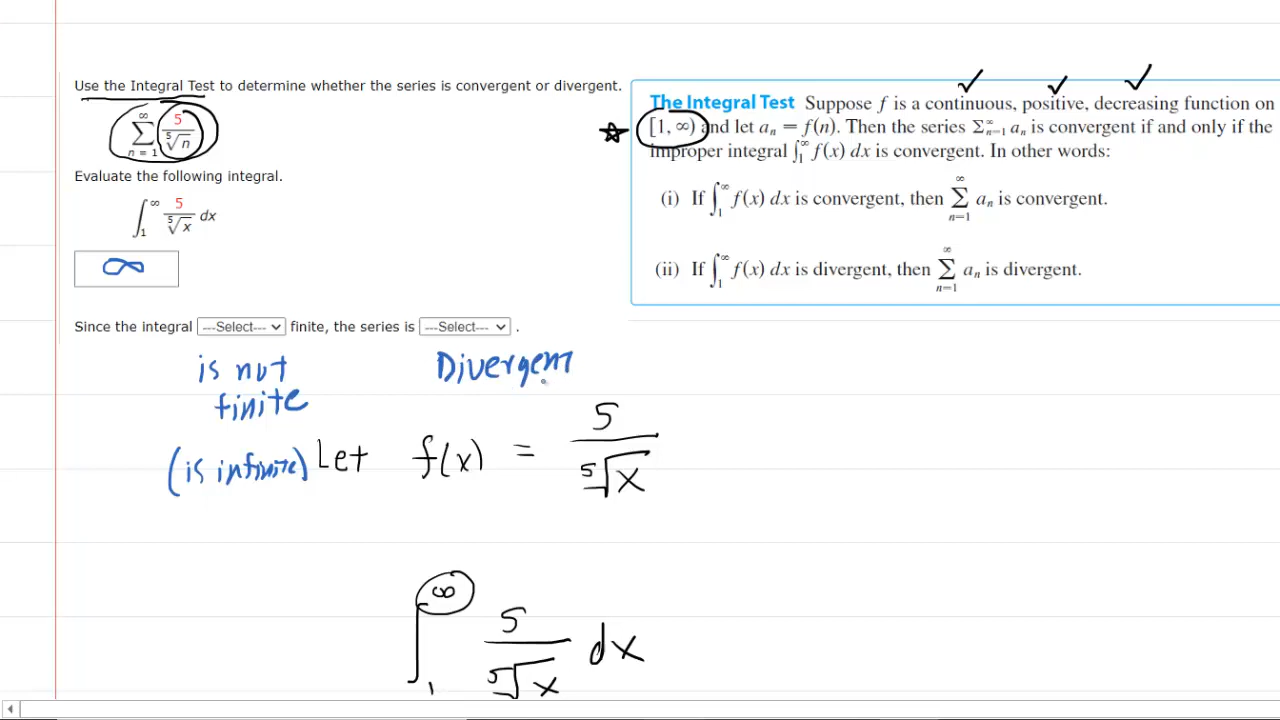 Use the Integral Test to determine whether the series is convergent or divergent.
∞
∑ 5/⁵√n
n = 1
Evaluate the following integral.
∫₁^∞ 5/⁵√x dx
∞
Since the integral ---Select--- finite, the series is ---Select--- .
is not
finite
(is infinite)
Divergent
The Integral Test Suppose f is a continuous, positive, decreasing function on
[1, ∞) and let aₙ = f(n). Then the series Σ∞ₙ₌₁ aₙ is convergent if and only if the
improper integral ∫₁^∞ f(x) dx is convergent. In other words:
(i) If ∫₁^∞ f(x) dx is convergent, then ∞∑n=1 aₙ is convergent.
(ii) If ∫₁^∞ f(x) dx is divergent, then ∞∑n=1 aₙ is divergent.
Let f(x) = 5/⁵√x
∫₁^∞ 5/⁵√x dx